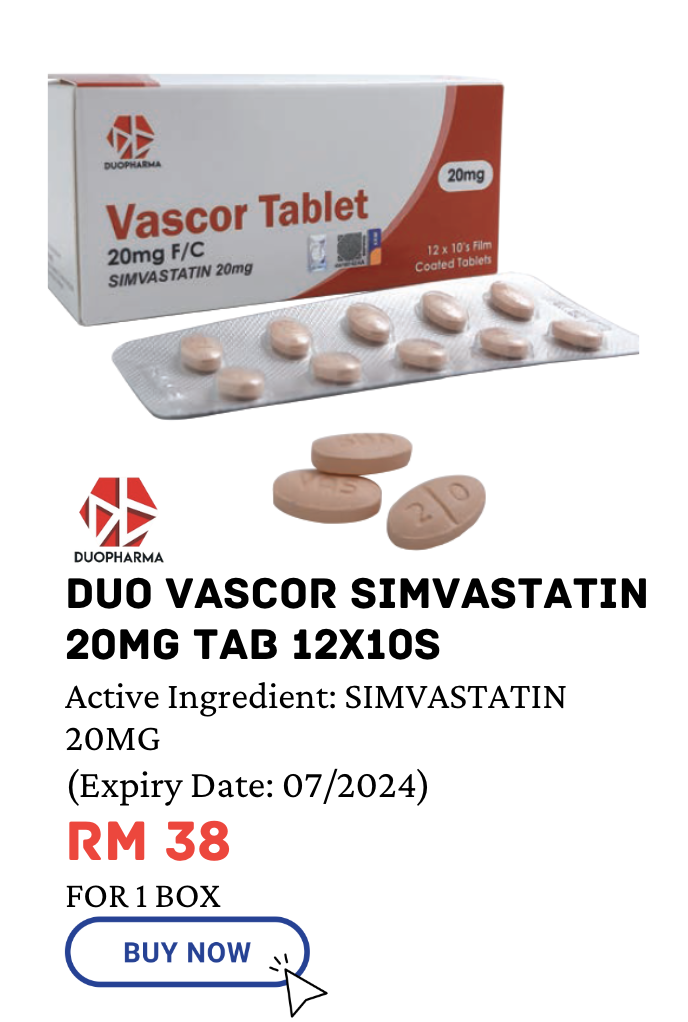 DUOPHARMA
20mg
Vascor Tablet
20mg F/C
SIMVASTATIN 20mg
12 x 10's Film
Coated Tablets
2 0
DUOPHARMA
DUO VASCOR SIMVASTATIN
20MG TAB 12X10S
Active Ingredient: SIMVASTATIN
20MG
(Expiry Date: 07/2024)
RM 38
FOR 1 BOX
BUY NOW